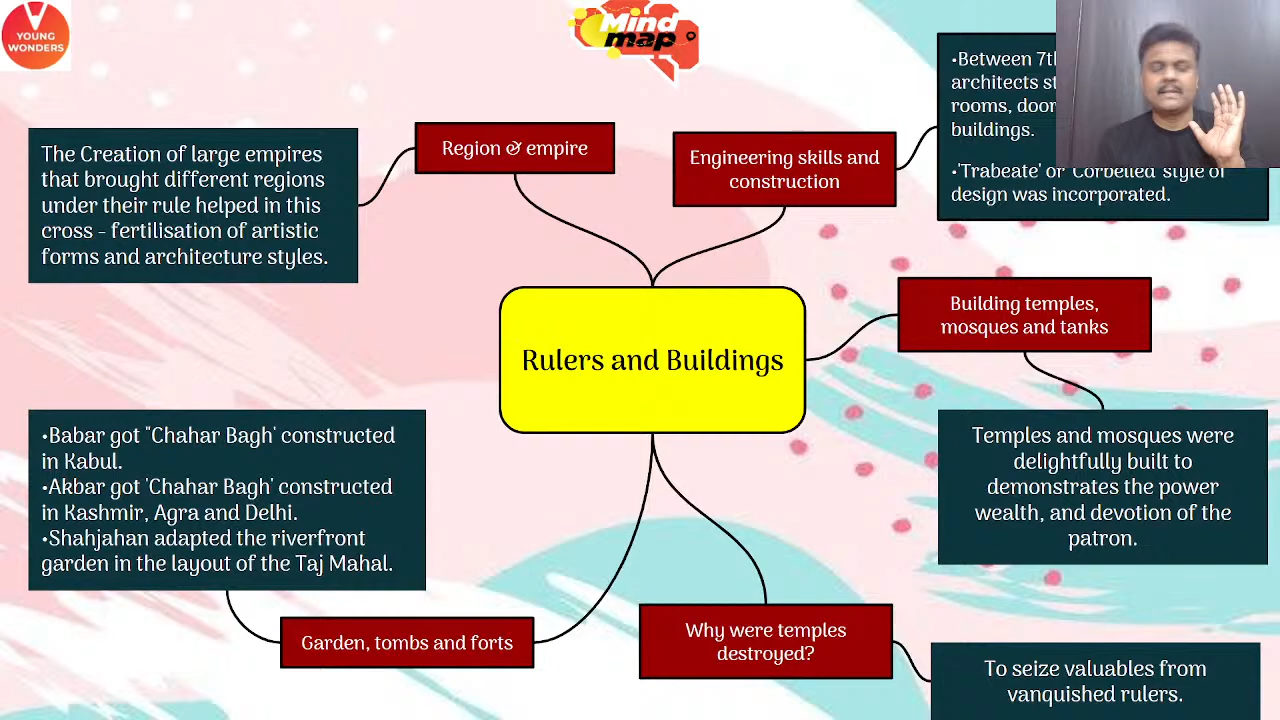 YOUNG
WONDERS
Mind
map
Region & empire
The Creation of large empires
that brought different regions
under their rule helped in this
cross - fertilisation of artistic
forms and architecture styles.
Engineering skills and
construction
•Between 7th
architects
rooms,
buildings.
•'Trabeate' or 'Corbelled' style of
design was incorporated.
Rulers and Buildings
Building temples,
mosques and tanks
Temples and mosques were
delightfully built to
demonstrates the power
wealth, and devotion of the
patron.
•Babar got "Chahar Bagh' constructed
in Kabul.
•Akbar got 'Chahar Bagh' constructed
in Kashmir, Agra and Delhi.
•Shahjahan adapted the riverfront
garden in the layout of the Taj Mahal.
Garden, tombs and forts
Why were temples
destroyed?
To seize valuables from
vanquished rulers.